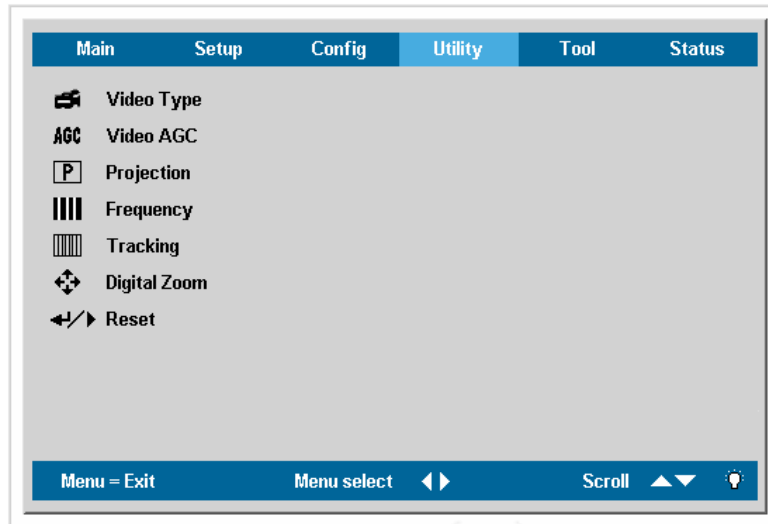 Main Setup Config Utility Tool Status
Video Type
AGC Video AGC
P Projection
Frequency
Tracking
Digital Zoom
Reset
Menu = Exit Menu select Scroll